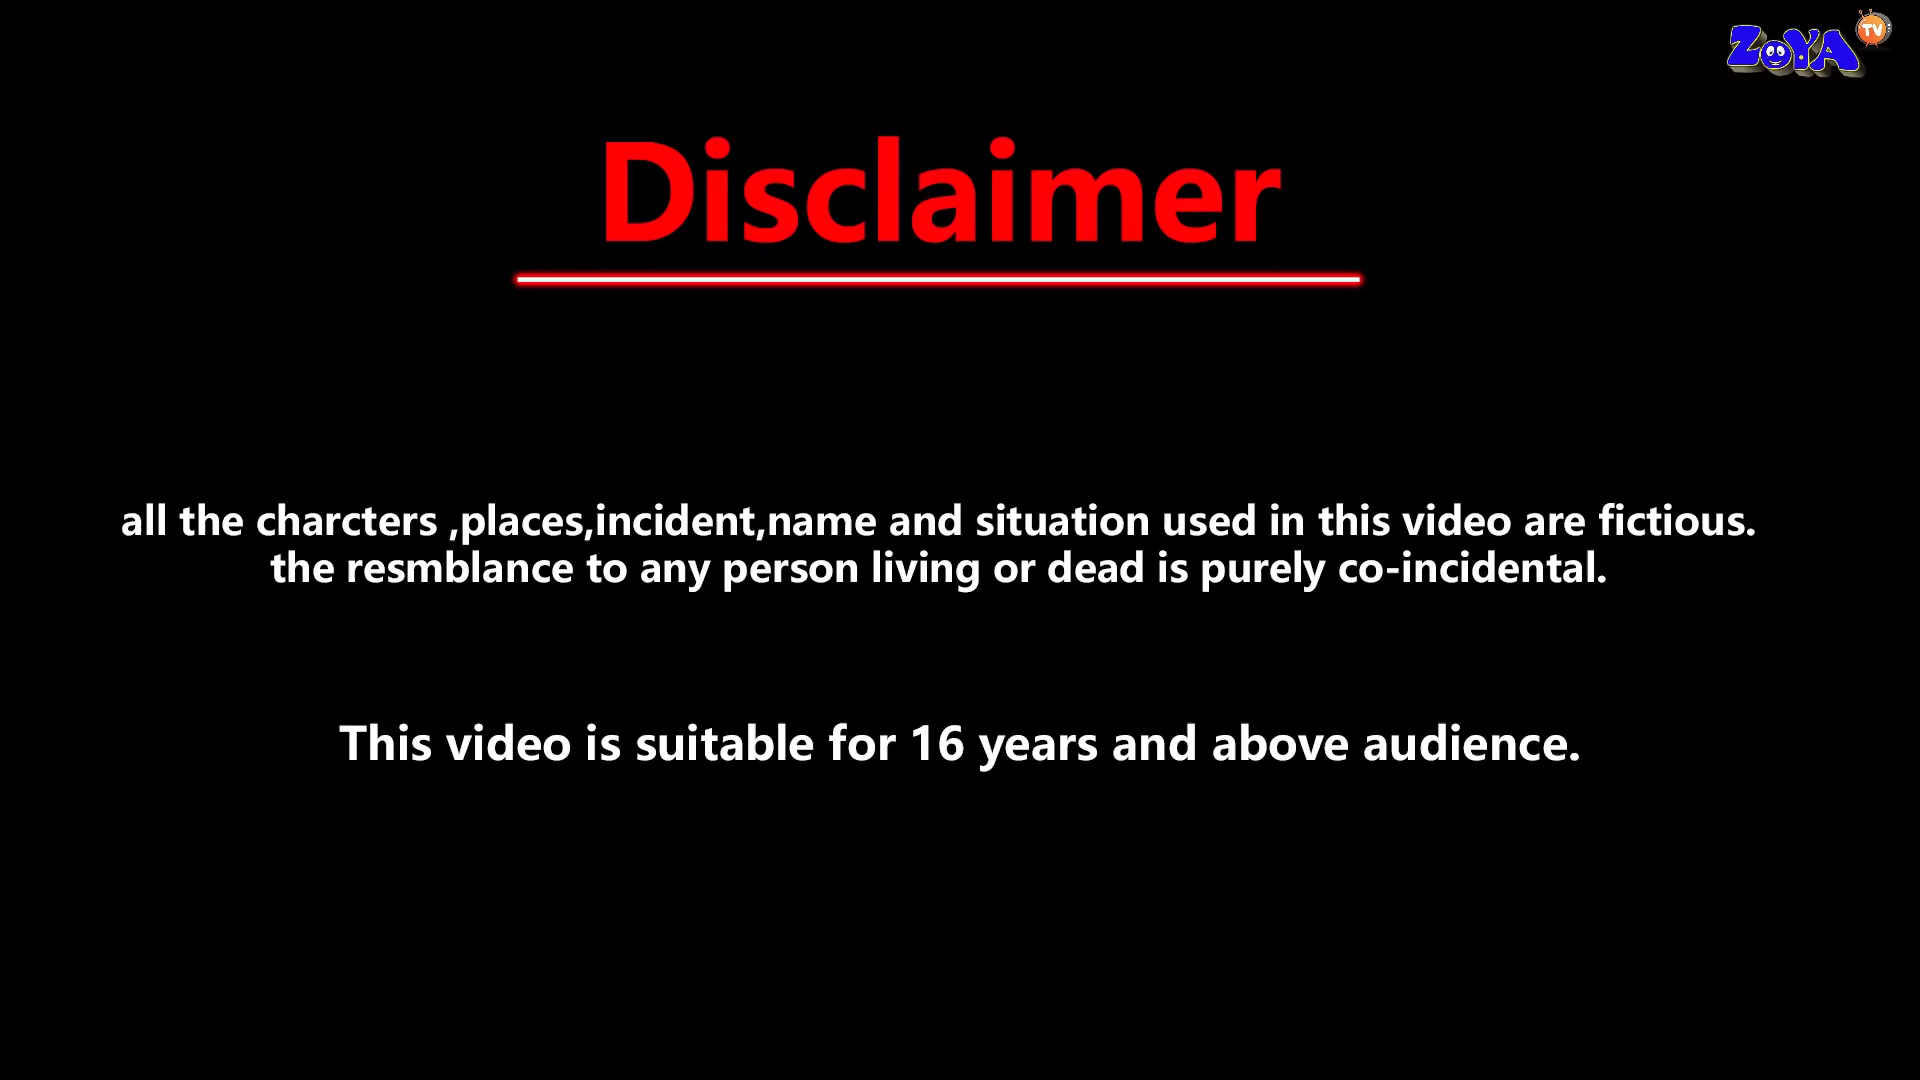 ZOYA TV
Disclaimer
all the charcters ,places,incident,name and situation used in this video are fictious.
the resmblance to any person living or dead is purely co-incidental.
This video is suitable for 16 years and above audience.